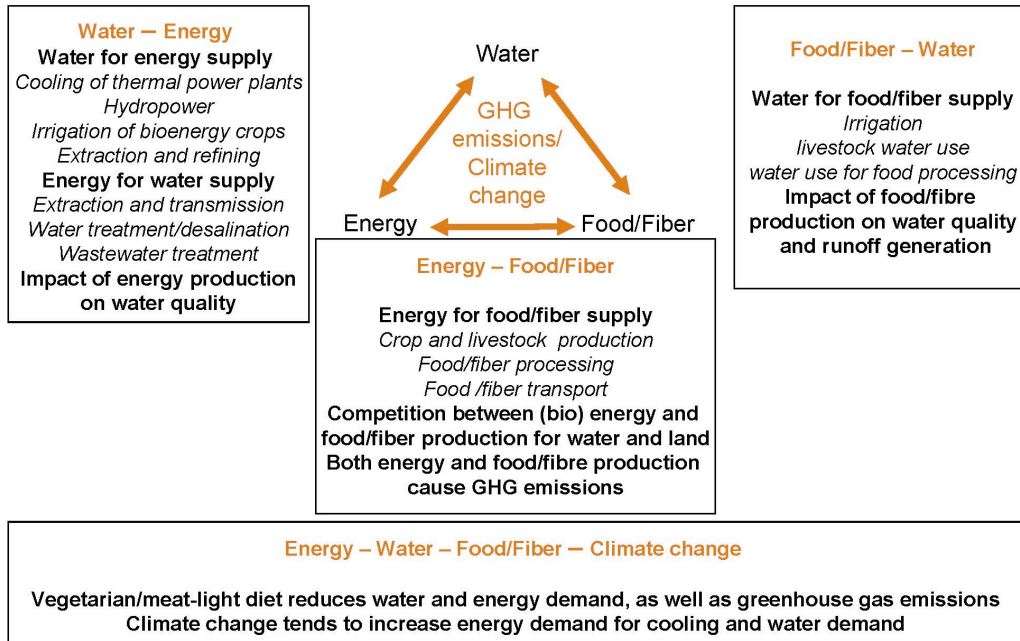 Water – Energy
Water for energy supply
Cooling of thermal power plants
Hydropower
Irrigation of bioenergy crops
Extraction and refining
Energy for water supply
Extraction and transmission
Water treatment/desalination
Wastewater treatment
Impact of energy production
on water quality
Water
GHG
emissions/
Climate
change
Energy
Food/Fiber
Food/Fiber – Water
Water for food/fiber supply
Irrigation
livestock water use
water use for food processing
Impact of food/fibre
production on water quality
and runoff generation
Energy – Food/Fiber
Energy for food/fiber supply
Crop and livestock production
Food/fiber processing
Food /fiber transport
Competition between (bio) energy and
food/fiber production for water and land
Both energy and food/fibre production
cause GHG emissions
Energy – Water – Food/Fiber – Climate change
Vegetarian/meat-light diet reduces water and energy demand, as well as greenhouse gas emissions
Climate change tends to increase energy demand for cooling and water demand